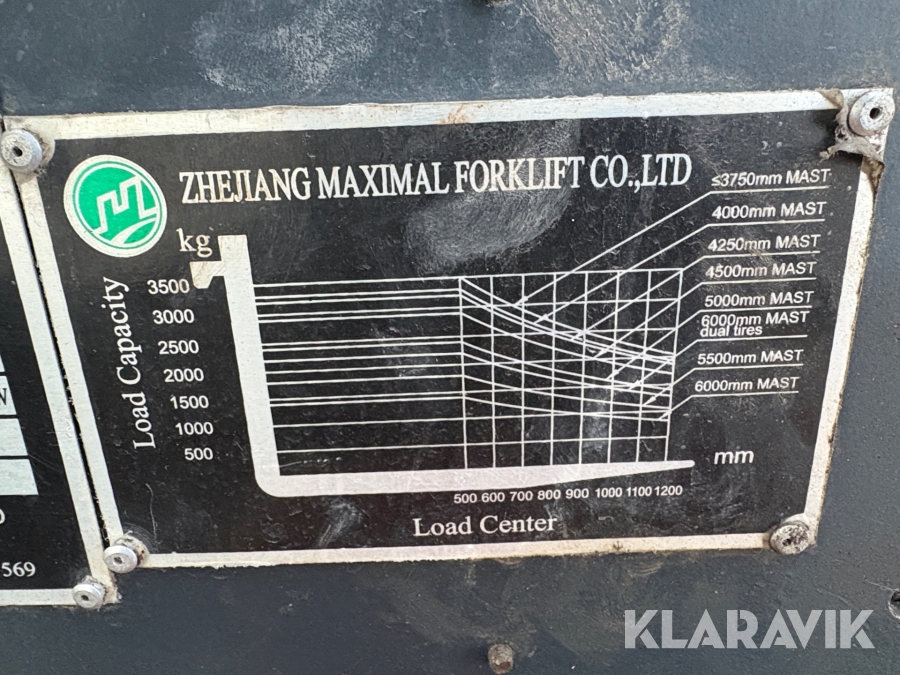 ZHEJIANG MAXIMAL FORKLIFT CO.,LTD
≤3750mm MAST
4000mm MAST
4250mm MAST
4500mm MAST
5000mm MAST
6000mm MAST
dual tires
5500mm MAST
6000mm MAST
kg
Load Capacity
3500
3000
2500
2000
1500
1000
500
mm
500 600 700 800 900 1000 1100 1200
Load Center
569
KLARAVIK